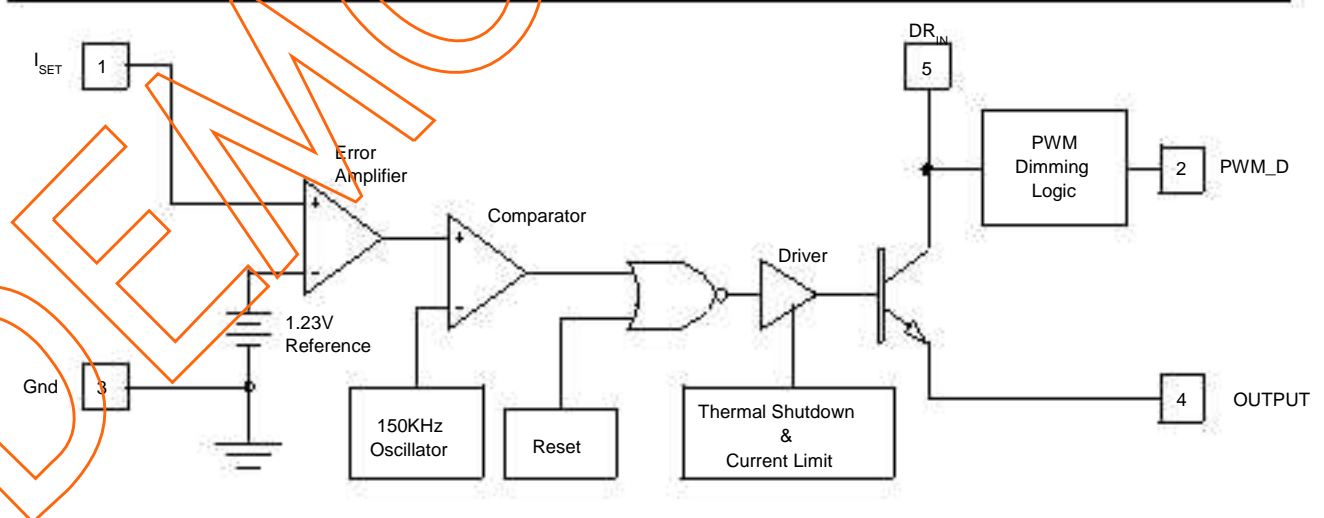 DR_IN
I_SET
1
5
Error
Amplifier
+
-
Comparator
+
-
PWM
Dimming
Logic
2
PWM_D
Driver
1.23V
Reference
Gnd
3
150KHz
Oscillator
Reset
Thermal Shutdown
&
Current Limit
4
OUTPUT
DEMO